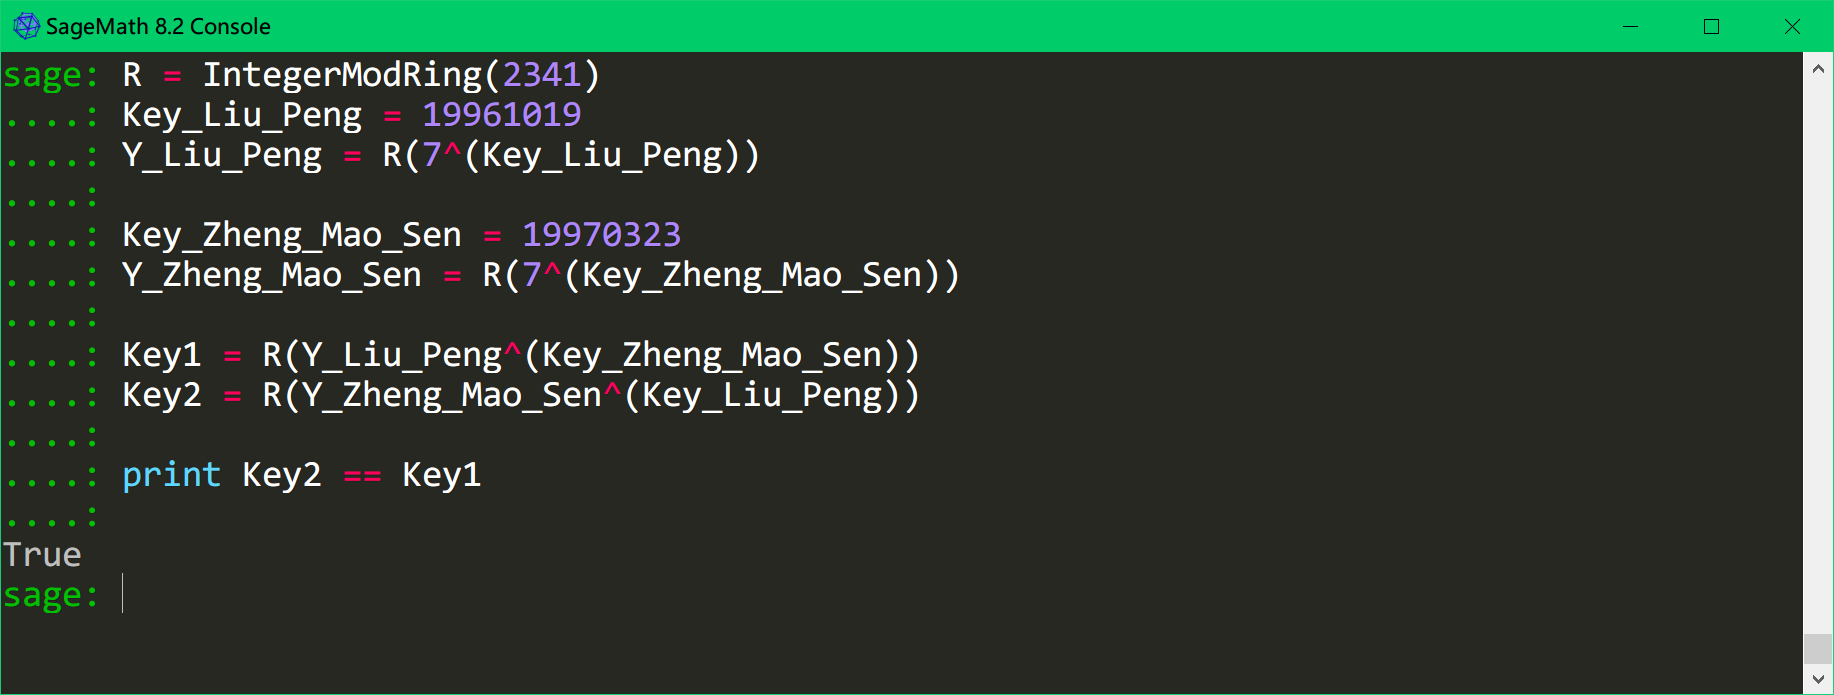 SageMath 8.2 Console
sage: R = IntegerModRing(2341)
....: Key_Liu_Peng = 19961019
....: Y_Liu_Peng = R(7^(Key_Liu_Peng))
....:
....: Key_Zheng_Mao_Sen = 19970323
....: Y_Zheng_Mao_Sen = R(7^(Key_Zheng_Mao_Sen))
....:
....: Key1 = R(Y_Liu_Peng^(Key_Zheng_Mao_Sen))
....: Key2 = R(Y_Zheng_Mao_Sen^(Key_Liu_Peng))
....:
....: print Key2 == Key1
....:
True
sage: